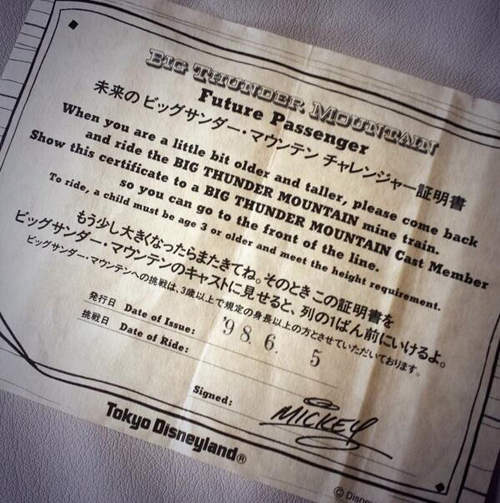 BIG THUNDER MOUNTAIN
Future Passenger
未来のビッグサンダー・マウンテン チャレンジャー証明書
When you are a little bit older and taller, please come back
and ride the BIG THUNDER MOUNTAIN mine train.
Show this certificate to a BIG THUNDER MOUNTAIN Cast Member
so you can go to the front of the line.
To ride, a child must be age 3 or older and meet the height requirement.
もう少し大きくなったらまたきてね。そのときこの証明書を
ビッグサンダー・マウンテンのキャストに見せると、列の1ばん前にいけるよ。
ビッグサンダー・マウンテンへの挑戦は、3歳以上で規定の身長以上の方とさせていただいております。
発行日 Date of Issue: '98 6. 5
挑戦日 Date of Ride:
Signed: MICKEY
Tokyo Disneyland®